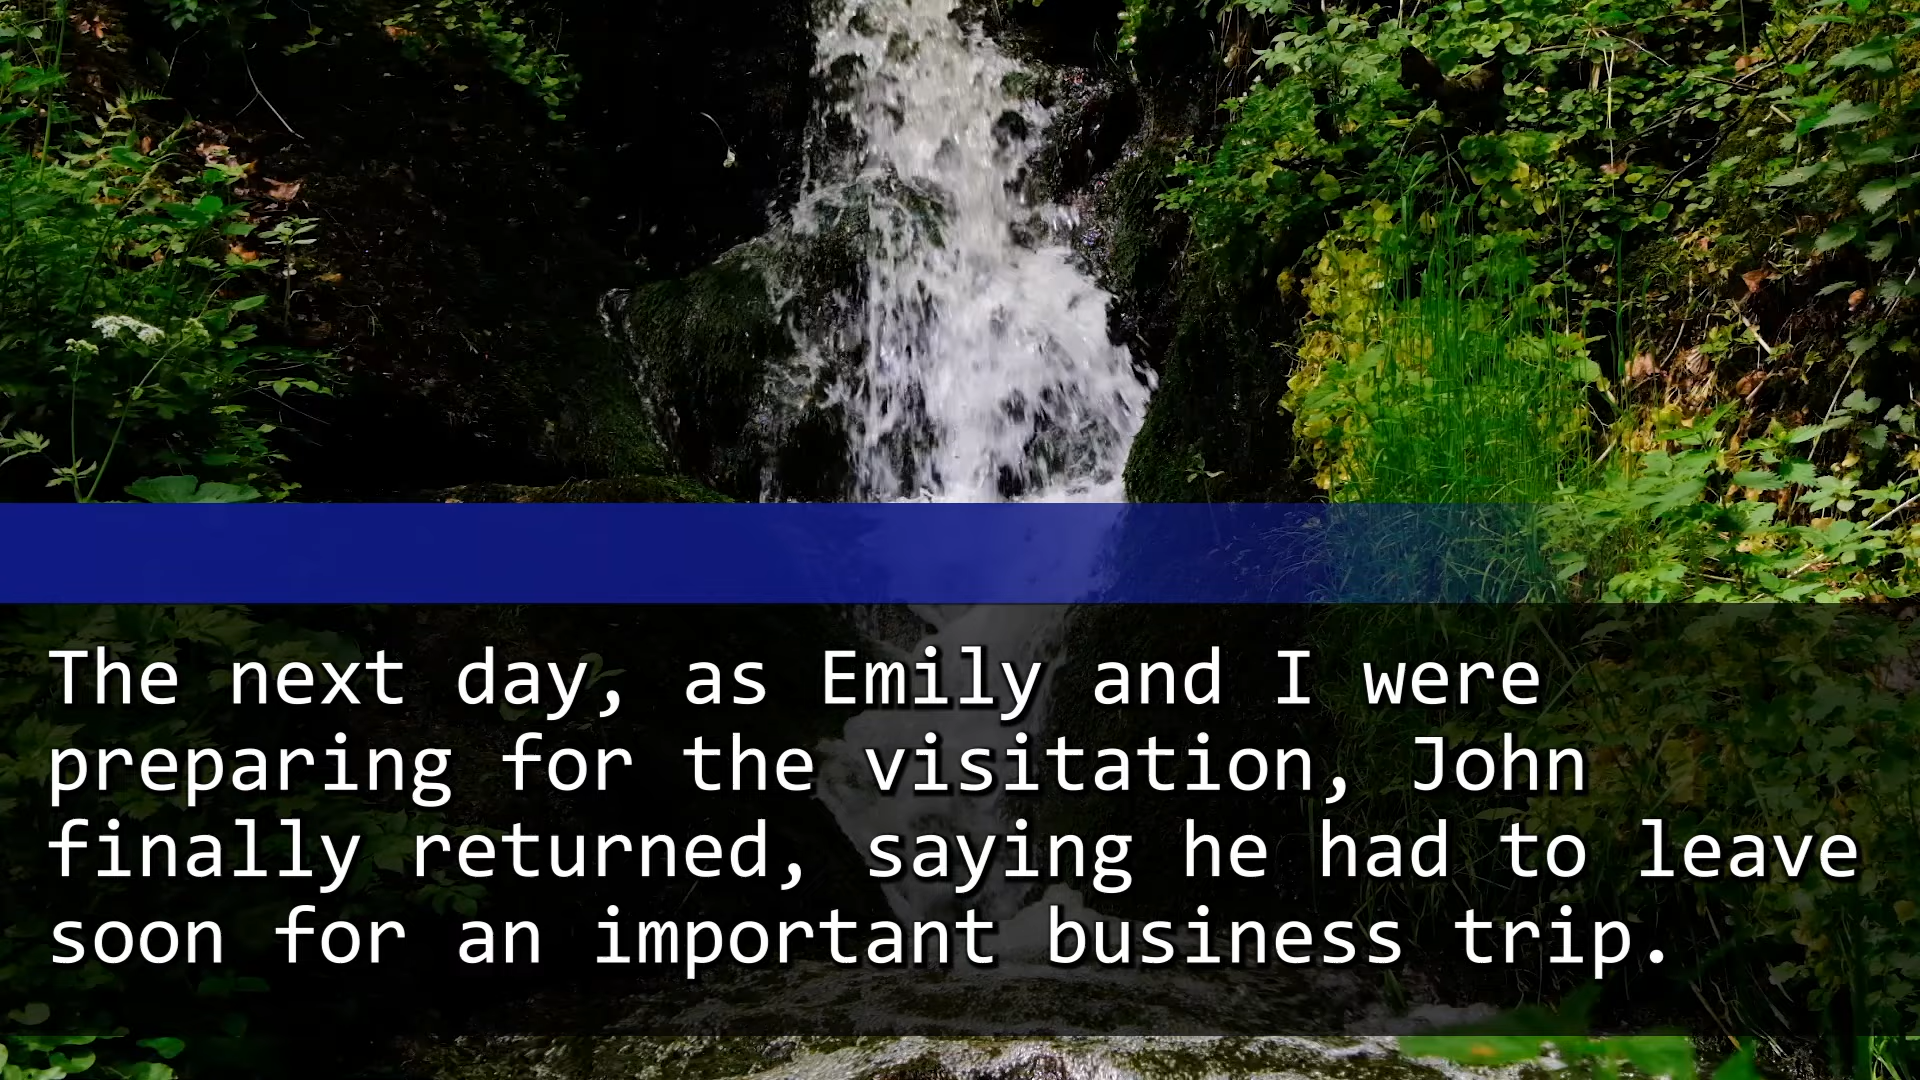 The next day, as Emily and I were
preparing for the visitation, John
finally returned, saying he had to leave
soon for an important business trip.